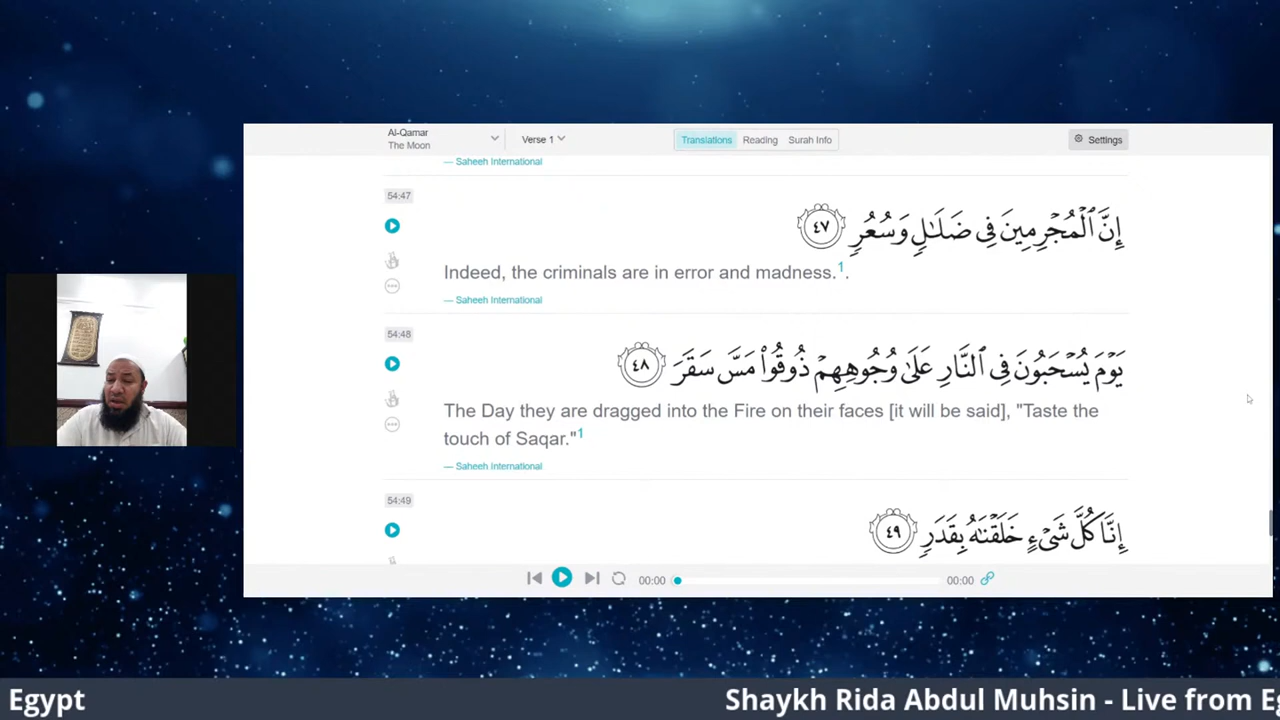 Al-Qamar
The Moon
Verse 1
Translations
Reading
Surah Info
Settings
— Saheeh International
54:47
إِنَّ ٱلْمُجْرِمِينَ فِى ضَلَـٰلٍ وَسُعُرٍ ٤٧
Indeed, the criminals are in error and madness.1.
— Saheeh International
54:48
يَوْمَ يُسْحَبُونَ فِى ٱلنَّارِ عَلَىٰ وُجُوهِهِمْ ذُوقُوا۟ مَسَّ سَقَرَ ٤٨
The Day they are dragged into the Fire on their faces [it will be said], "Taste the
touch of Saqar."1
— Saheeh International
54:49
إِنَّا كُلَّ شَىْءٍ خَلَقْنَـٰهُ بِقَدَرٍ ٤٩
00:00
00:00
Egypt
Shaykh Rida Abdul Muhsin - Live from Eg